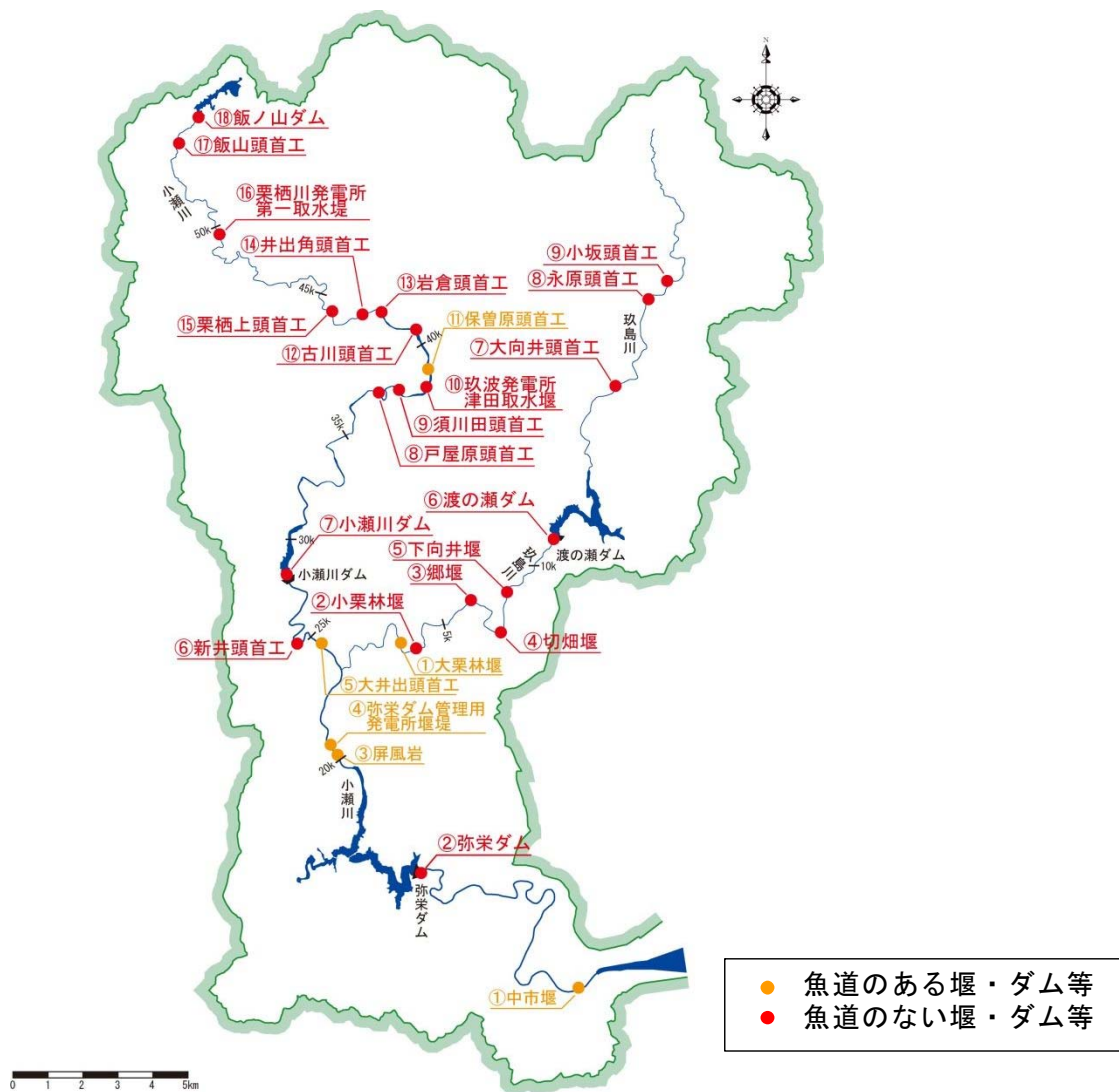 N
⑱飯ノ山ダム
⑰飯山頭首工
小瀬川
⑯栗栖川発電所
第一取水堤
50k
⑭井出角頭首工
⑨小坂頭首工
⑬岩倉頭首工
⑧永原頭首工
45k
⑪保曽原頭首工
⑮栗栖上頭首工
玖島川
⑫古川頭首工
40k
⑦大向井頭首工
⑩玖波発電所
津田取水堰
35k
⑨須川田頭首工
⑧戸屋原頭首工
⑥渡の瀬ダム
⑦小瀬川ダム
30k
⑤下向井堰
玖島川
10k
渡の瀬ダム
小瀬川ダム
③郷堰
②小栗林堰
25k
5k
⑥新井頭首工
④切畑堰
①大栗林堰
⑤大井出頭首工
④弥栄ダム管理用
発電所堰堤
③屏風岩
20k
小瀬川
②弥栄ダム
弥栄ダム
①中市堰
魚道のある堰・ダム等
魚道のない堰・ダム等
0 1 2 3 4 5km